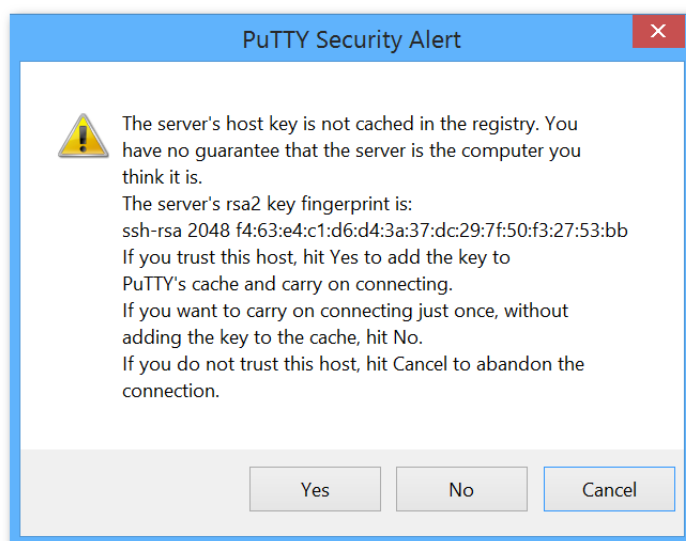 PuTTY Security Alert
The server's host key is not cached in the registry. You
have no guarantee that the server is the computer you
think it is.
The server's rsa2 key fingerprint is:
ssh-rsa 2048 f4:63:e4:c1:d6:d4:3a:37:dc:29:7f:50:f3:27:53:bb
If you trust this host, hit Yes to add the key to
PuTTY's cache and carry on connecting.
If you want to carry on connecting just once, without
adding the key to the cache, hit No.
If you do not trust this host, hit Cancel to abandon the
connection.
Yes No Cancel